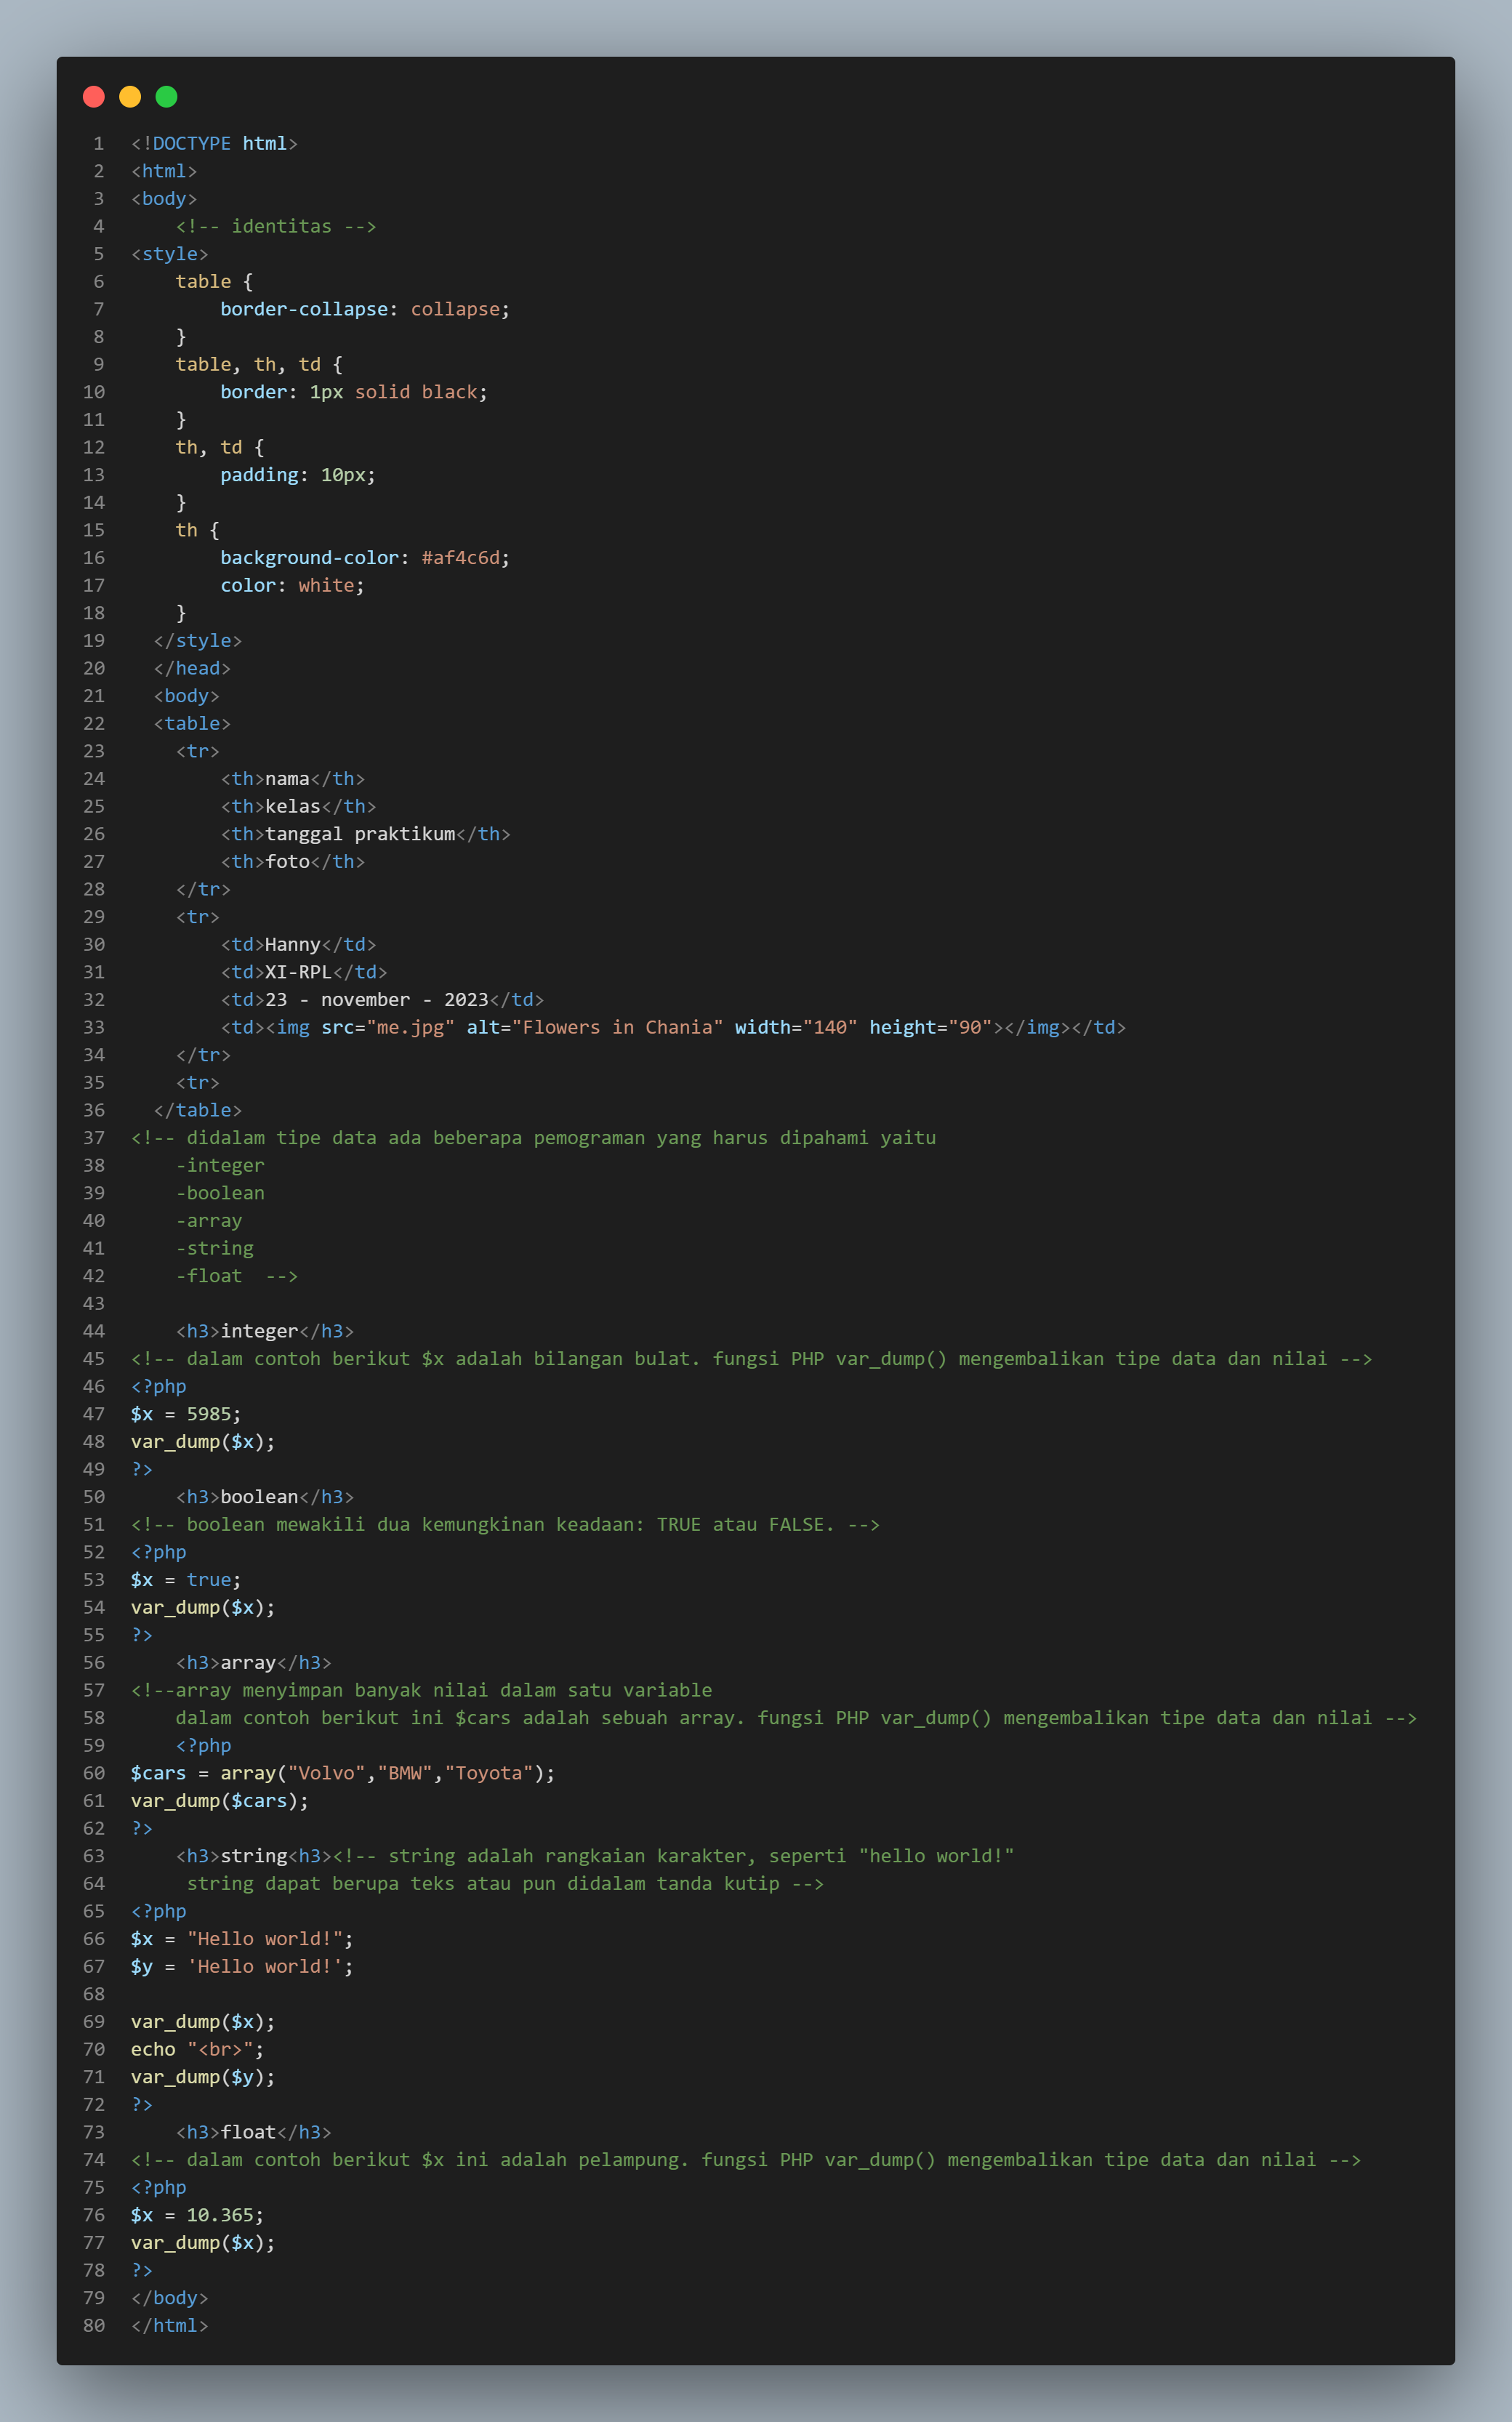 1 <!DOCTYPE html>
2 <html>
3 <body>
4     <!-- identitas -->
5 <style>
6     table {
7         border-collapse: collapse;
8     }
9     table, th, td {
10         border: 1px solid black;
11     }
12     th, td {
13         padding: 10px;
14     }
15     th {
16         background-color: #af4c6d;
17         color: white;
18     }
19   </style>
20   </head>
21   <body>
22   <table>
23     <tr>
24         <th>nama</th>
25         <th>kelas</th>
26         <th>tanggal praktikum</th>
27         <th>foto</th>
28     </tr>
29     <tr>
30         <td>Hanny</td>
31         <td>XI-RPL</td>
32         <td>23 - november - 2023</td>
33         <td><img src="me.jpg" alt="Flowers in Chania" width="140" height="90"></img></td>
34     </tr>
35     <tr>
36   </table>
37 <!-- didalam tipe data ada beberapa pemograman yang harus dipahami yaitu
38     -integer
39     -boolean
40     -array
41     -string
42     -float  -->
43
44     <h3>integer</h3>
45 <!-- dalam contoh berikut $x adalah bilangan bulat. fungsi PHP var_dump() mengembalikan tipe data dan nilai -->
46 <?php
47 $x = 5985;
48 var_dump($x);
49 ?>
50     <h3>boolean</h3>
51 <!-- boolean mewakili dua kemungkinan keadaan: TRUE atau FALSE. -->
52 <?php
53 $x = true;
54 var_dump($x);
55 ?>
56     <h3>array</h3>
57 <!--array menyimpan banyak nilai dalam satu variable
58     dalam contoh berikut ini $cars adalah sebuah array. fungsi PHP var_dump() mengembalikan tipe data dan nilai -->
59     <?php
60 $cars = array("Volvo","BMW","Toyota");
61 var_dump($cars);
62 ?>
63     <h3>string<h3><!-- string adalah rangkaian karakter, seperti "hello world!"
64      string dapat berupa teks atau pun didalam tanda kutip -->
65 <?php
66 $x = "Hello world!";
67 $y = 'Hello world!';
68
69 var_dump($x);
70 echo "<br>";
71 var_dump($y);
72 ?>
73     <h3>float</h3>
74 <!-- dalam contoh berikut $x ini adalah pelampung. fungsi PHP var_dump() mengembalikan tipe data dan nilai -->
75 <?php
76 $x = 10.365;
77 var_dump($x);
78 ?>
79 </body>
80 </html>